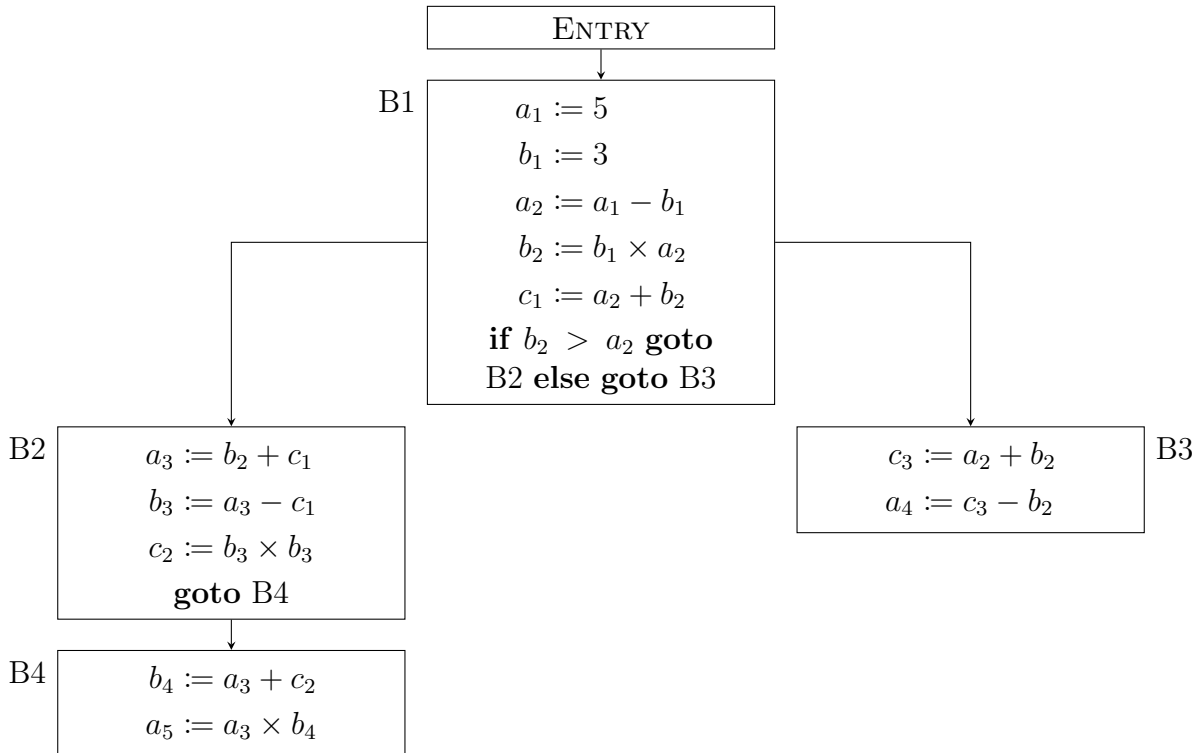 ENTRY
B1
a₁ := 5
b₁ := 3
a₂ := a₁ − b₁
b₂ := b₁ × a₂
c₁ := a₂ + b₂
if b₂ > a₂ goto
B2 else goto B3
B2
a₃ := b₂ + c₁
b₃ := a₃ − c₁
c₂ := b₃ × b₃
goto B4
B3
c₃ := a₂ + b₂
a₄ := c₃ − b₂
B4
b₄ := a₃ + c₂
a₅ := a₃ × b₄